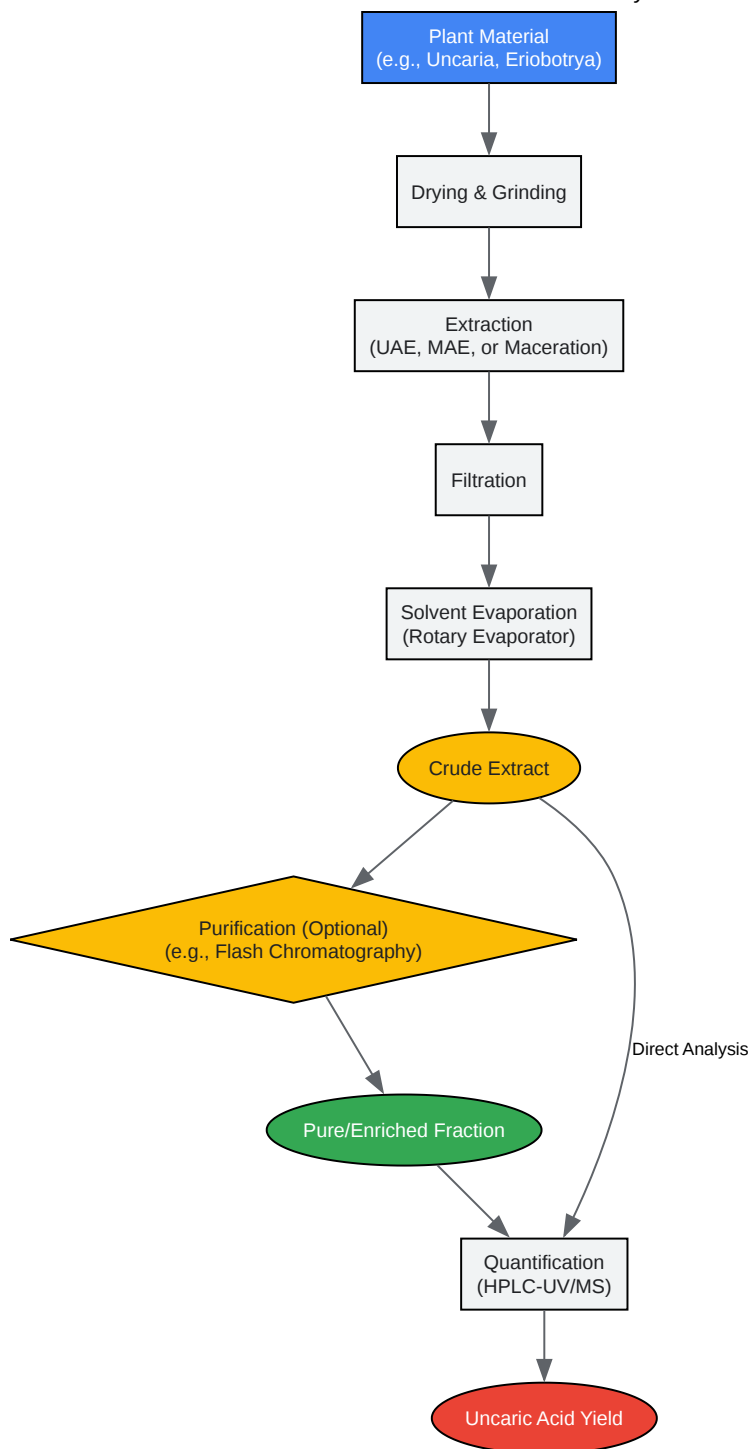 Plant Material
(e.g., Uncaria, Eriobotrya)
Drying & Grinding
Extraction
(UAE, MAE, or Maceration)
Filtration
Solvent Evaporation
(Rotary Evaporator)
Crude Extract
Purification (Optional)
(e.g., Flash Chromatography)
Direct Analysis
Pure/Enriched Fraction
Quantification
(HPLC-UV/MS)
Uncaric Acid Yield